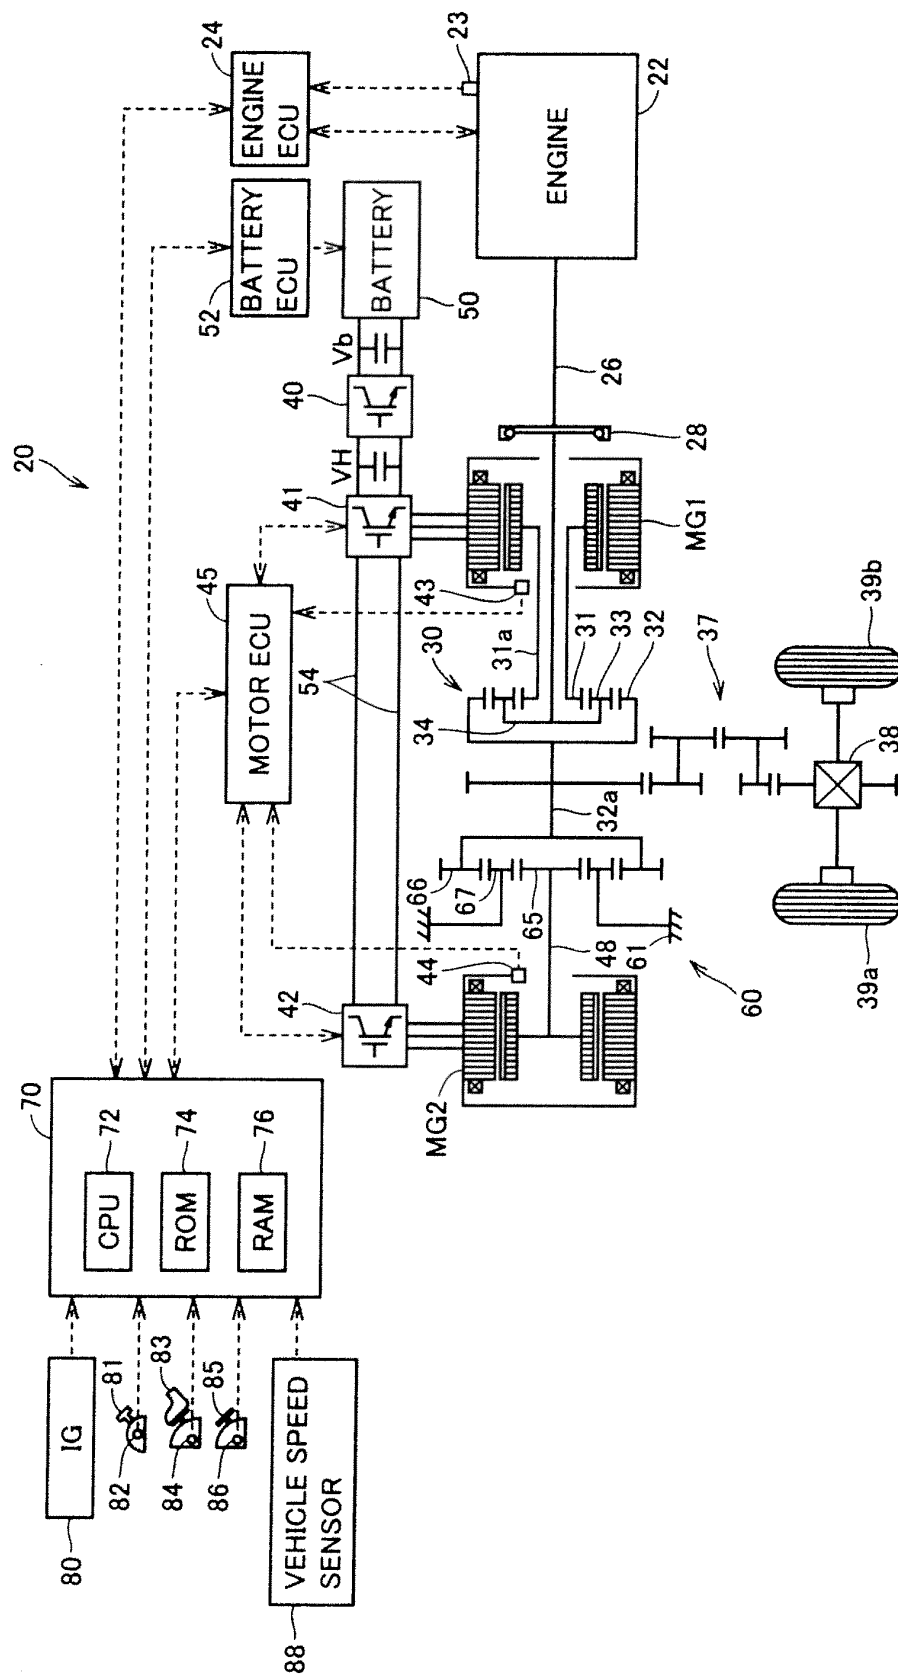 20
70
CPU
72
ROM
74
RAM
76
IG
80
81
82
83
84
85
86
VEHICLE SPEED
SENSOR
88
MOTOR ECU
45
BATTERY
ECU
52
ENGINE
ECU
24
42
54
41
VH
40
Vb
BATTERY
50
23
ENGINE
22
MG2
44
48
60
61
65
66
67
32a
30
34
31a
31
33
32
43
MG1
28
26
37
38
39a
39b